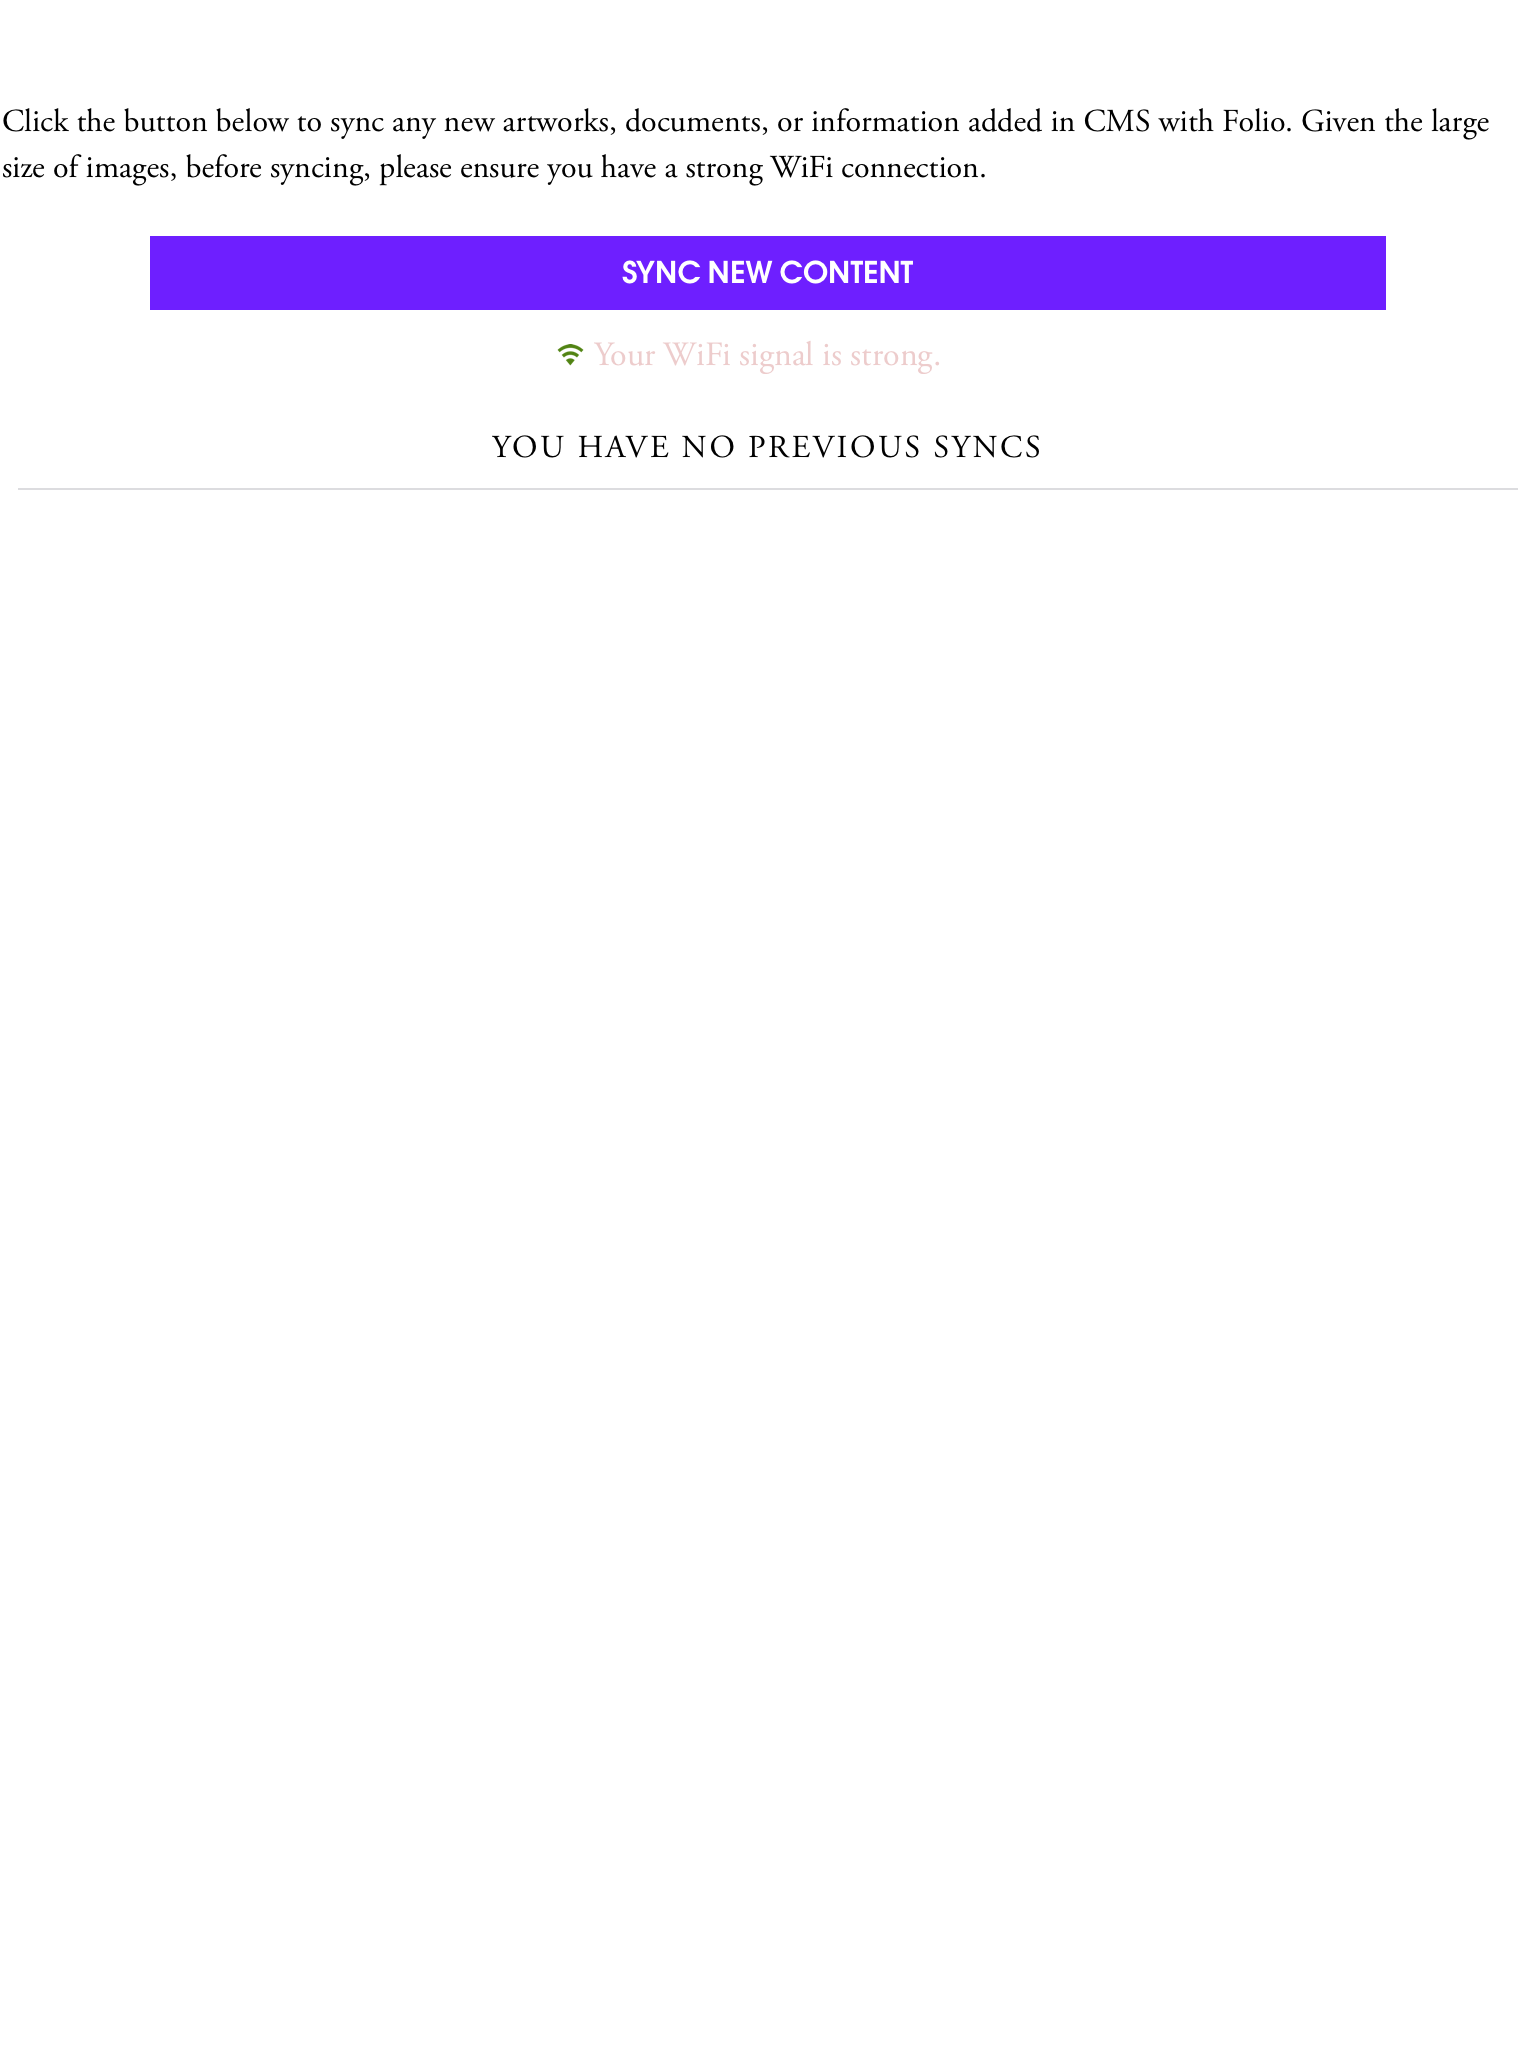 Click the button below to sync any new artworks, documents, or information added in CMS with Folio. Given the large
size of images, before syncing, please ensure you have a strong WiFi connection.
SYNC NEW CONTENT
Your WiFi signal is strong.
YOU HAVE NO PREVIOUS SYNCS